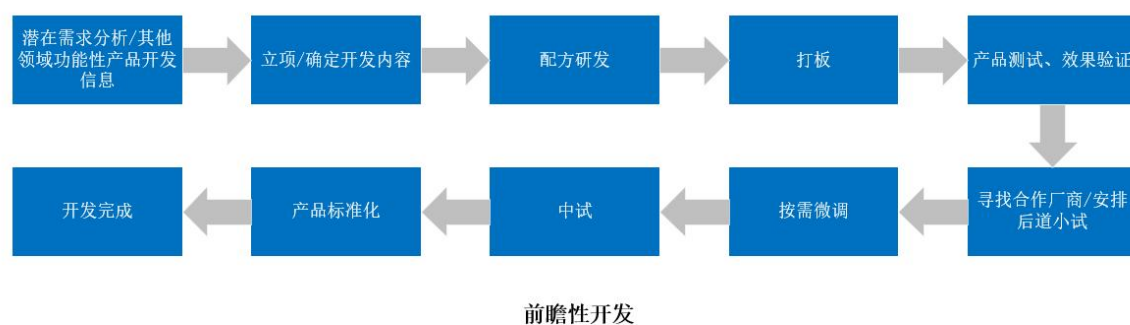 潜在需求分析/其他
领域功能性产品开发
信息
立项/确定开发内容
配方研发
打板
产品测试、效果验证
寻找合作厂商/安排
后道小试
按需微调
中试
产品标准化
开发完成
前瞻性开发